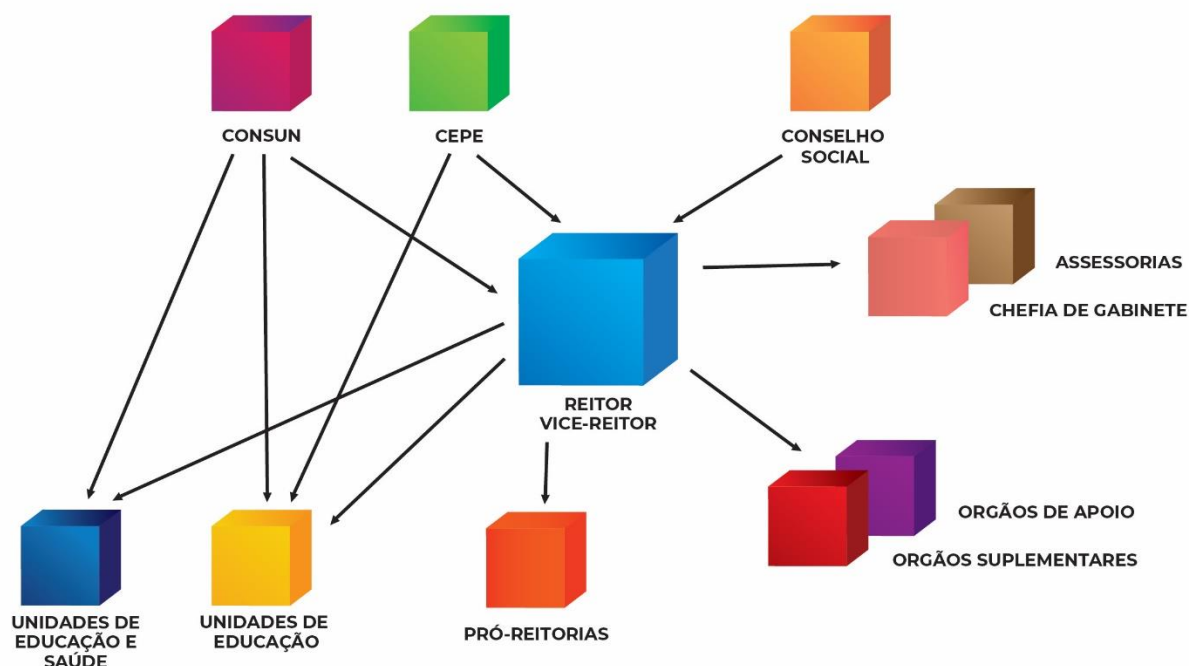 CONSUN
CEPE
CONSELHO
SOCIAL
ASSESSORIAS
CHEFIA DE GABINETE
REITOR
VICE-REITOR
ORGÃOS DE APOIO
ORGÃOS SUPLEMENTARES
UNIDADES DE
EDUCAÇÃO E
SAÚDE
UNIDADES DE
EDUCAÇÃO
PRÓ-REITORIAS